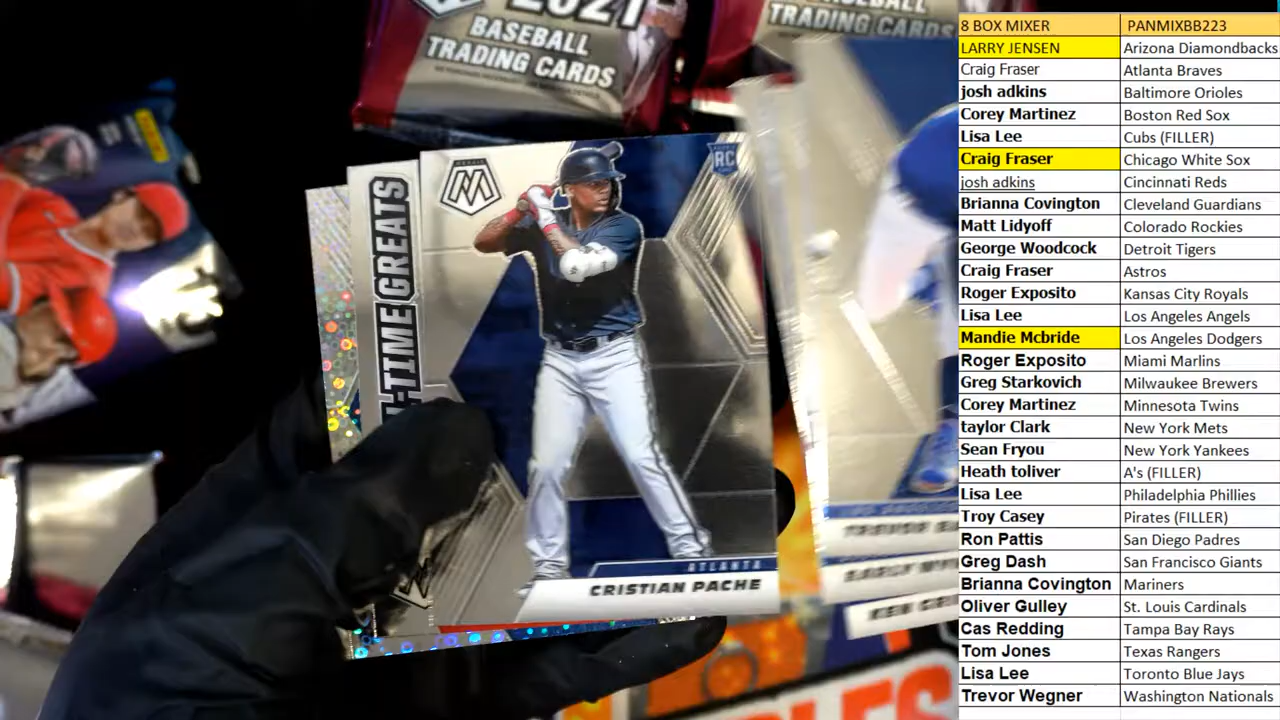 2021
BASEBALL
TRADING CARDS
TRADING CARDS
ALL-TIME GREATS
M
RC
ATLANTA
CRISTIAN PACHE
8 BOX MIXER PANMIXBB223
LARRY JENSEN Arizona Diamondbacks
Craig Fraser Atlanta Braves
josh adkins Baltimore Orioles
Corey Martinez Boston Red Sox
Lisa Lee Cubs (FILLER)
Craig Fraser Chicago White Sox
josh adkins Cincinnati Reds
Brianna Covington Cleveland Guardians
Matt Lidyoff Colorado Rockies
George Woodcock Detroit Tigers
Craig Fraser Astros
Roger Exposito Kansas City Royals
Lisa Lee Los Angeles Angels
Mandie Mcbride Los Angeles Dodgers
Roger Exposito Miami Marlins
Greg Starkovich Milwaukee Brewers
Corey Martinez Minnesota Twins
taylor Clark New York Mets
Sean Fryou New York Yankees
Heath toliver A's (FILLER)
Lisa Lee Philadelphia Phillies
Troy Casey Pirates (FILLER)
Ron Pattis San Diego Padres
Greg Dash San Francisco Giants
Brianna Covington Mariners
Oliver Gulley St. Louis Cardinals
Cas Redding Tampa Bay Rays
Tom Jones Texas Rangers
Lisa Lee Toronto Blue Jays
Trevor Wegner Washington Nationals